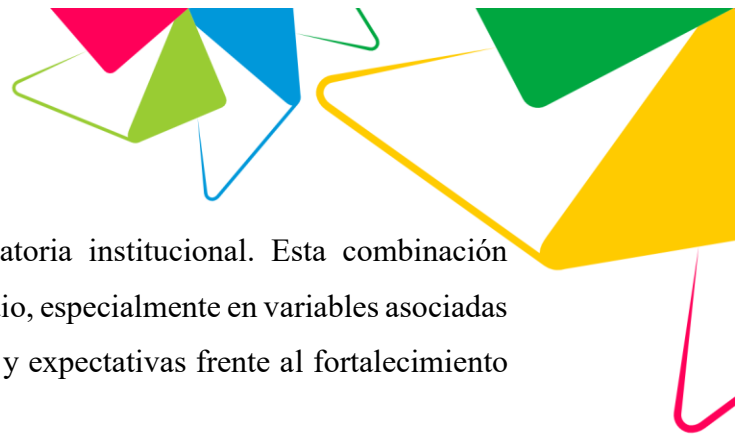 atoria institucional. Esta combinación
io, especialmente en variables asociadas
y expectativas frente al fortalecimiento